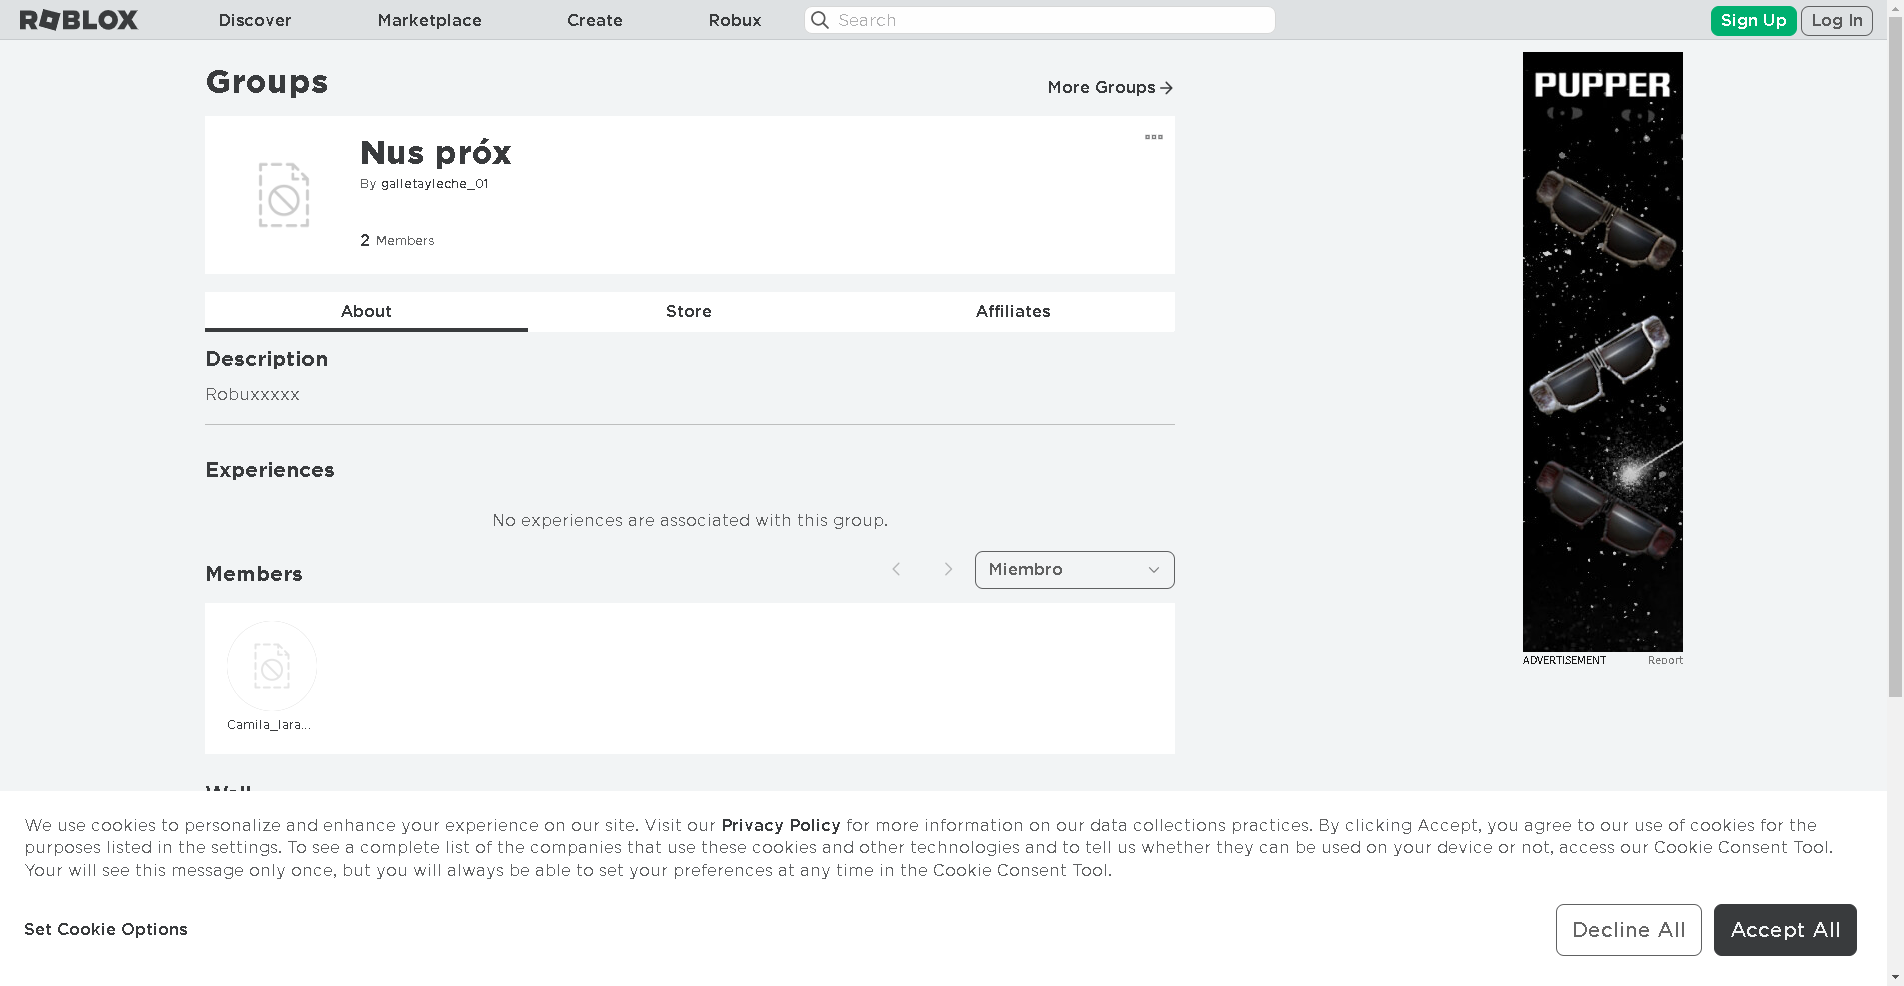 ROBLOX
Discover
Marketplace
Create
Robux
Search
Sign Up
Log In
Groups
More Groups
Nus próx
By galletayleche_01
2 Members
About
Store
Affiliates
Description
Robuxxxxx
Experiences
No experiences are associated with this group.
Members
Miembro
Camila_lara...
Wall
PUPPER
ADVERTISEMENT
Report
We use cookies to personalize and enhance your experience on our site. Visit our Privacy Policy for more information on our data collections practices. By clicking Accept, you agree to our use of cookies for the
purposes listed in the settings. To see a complete list of the companies that use these cookies and other technologies and to tell us whether they can be used on your device or not, access our Cookie Consent Tool.
Your will see this message only once, but you will always be able to set your preferences at any time in the Cookie Consent Tool.
Set Cookie Options
Decline All
Accept All